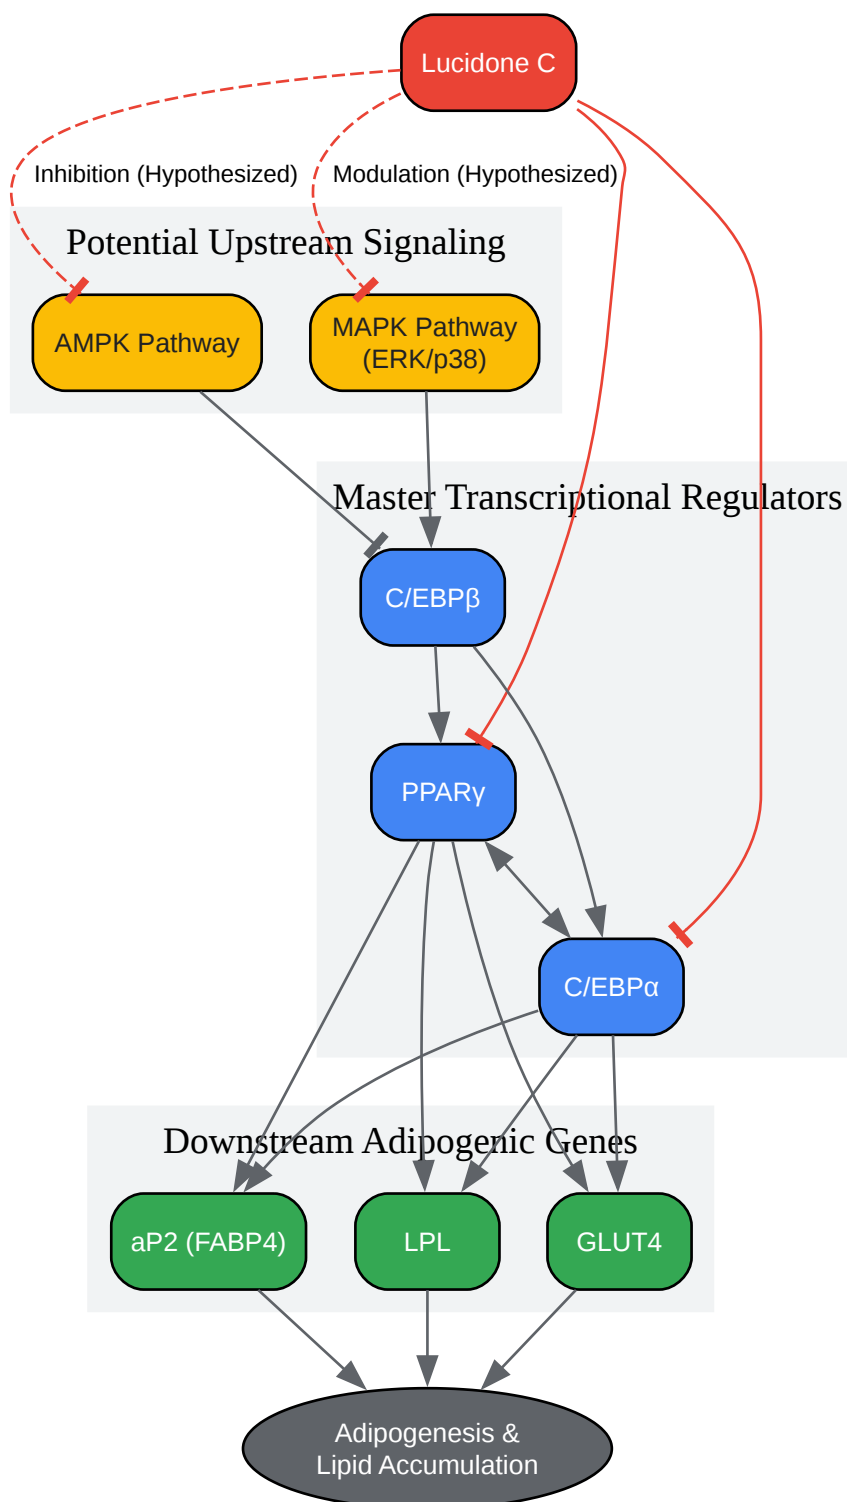 Lucidone C
Inhibition (Hypothesized)
Modulation (Hypothesized)
Potential Upstream Signaling
AMPK Pathway
MAPK Pathway
(ERK/p38)
Master Transcriptional Regulators
C/EBPβ
PPARγ
C/EBPα
Downstream Adipogenic Genes
aP2 (FABP4)
LPL
GLUT4
Adipogenesis &
Lipid Accumulation